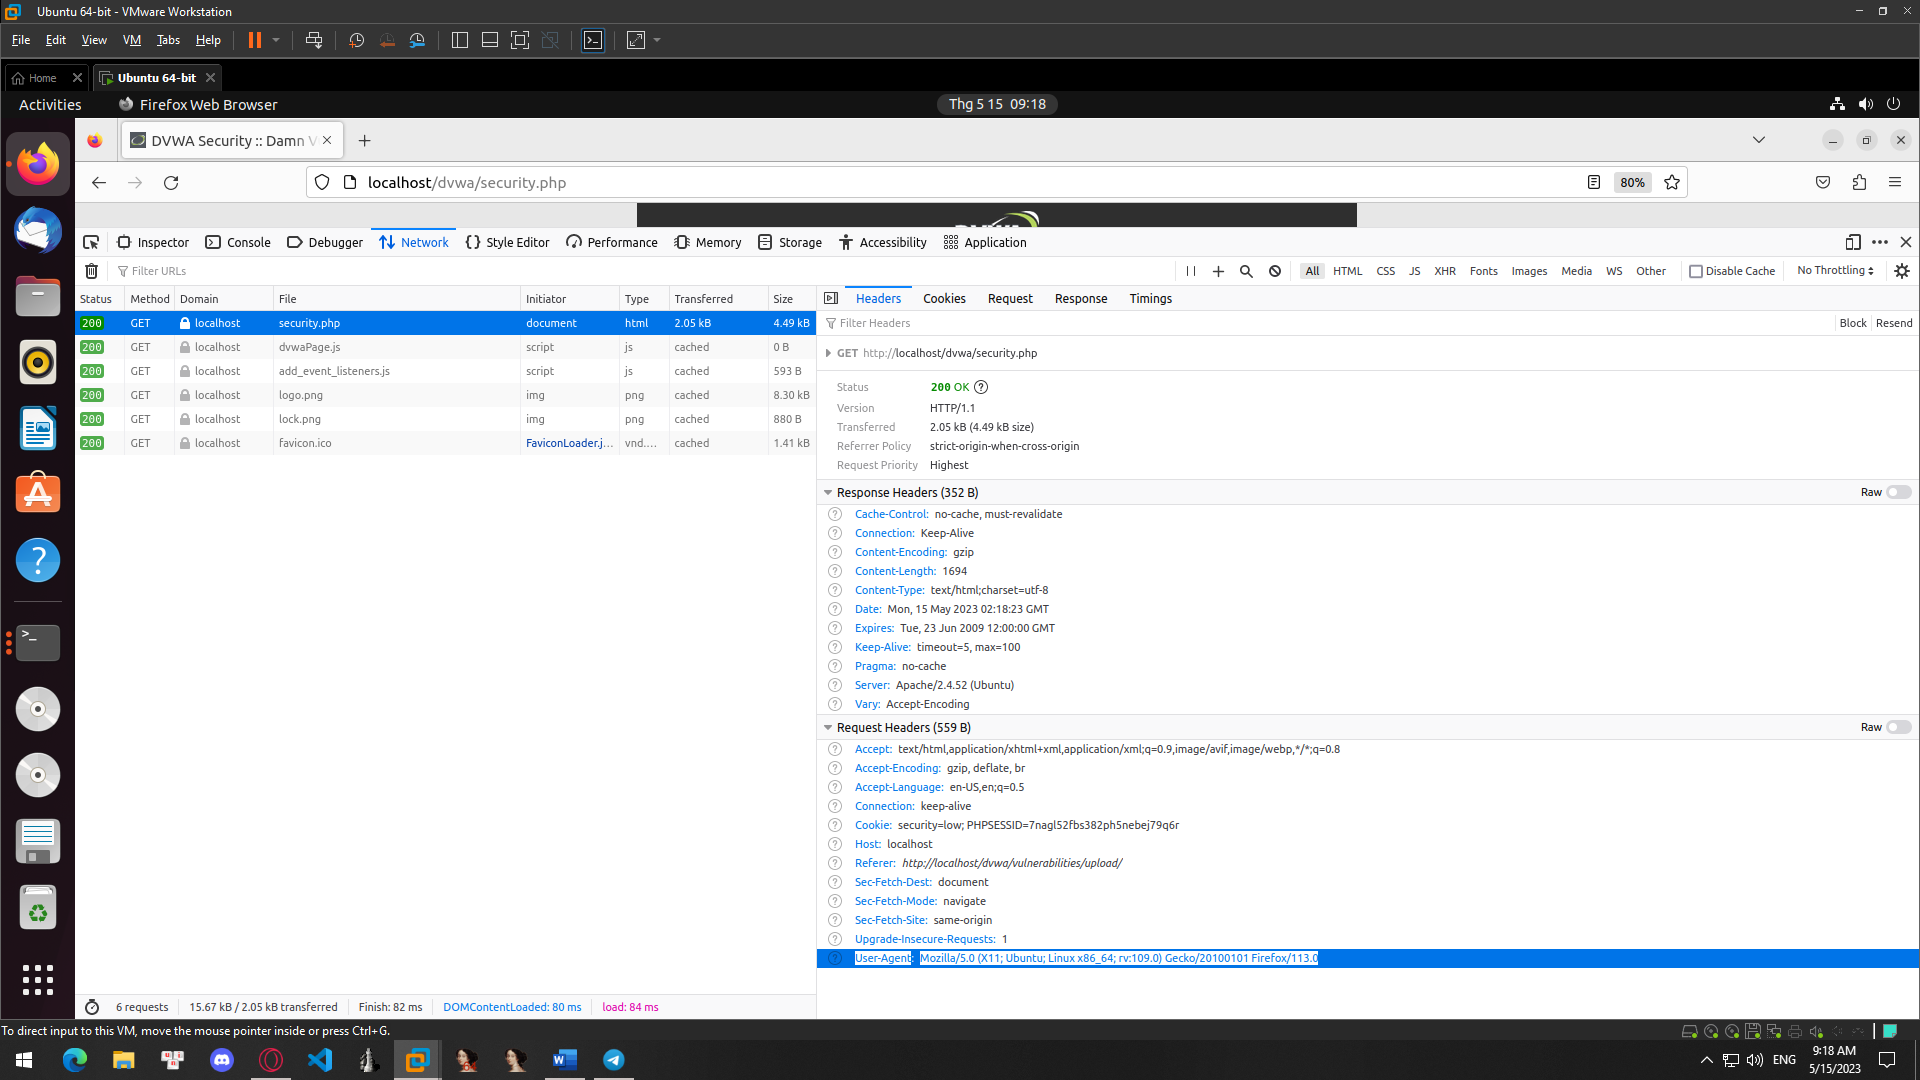 Ubuntu 64-bit - VMware Workstation
File Edit View VM Tabs Help
Home
Ubuntu 64-bit
Activities Firefox Web Browser Thg 5 15 09:18
DVWA Security :: Damn V
localhost/dvwa/security.php 80%
Inspector Console Debugger Network Style Editor Performance Memory Storage Accessibility Application
Filter URLs All HTML CSS JS XHR Fonts Images Media WS Other Disable Cache No Throttling
Status Method Domain File Initiator Type Transferred Size
200 GET localhost security.php document html 2.05 kB 4.49 kB
200 GET localhost dvwaPage.js script js cached 0 B
200 GET localhost add_event_listeners.js script js cached 593 B
200 GET localhost logo.png img png cached 8.30 kB
200 GET localhost lock.png img png cached 880 B
200 GET localhost favicon.ico FaviconLoader.j... vnd.... cached 1.41 kB
Headers Cookies Request Response Timings
Filter Headers Block Resend
GET http://localhost/dvwa/security.php
Status 200 OK
Version HTTP/1.1
Transferred 2.05 kB (4.49 kB size)
Referrer Policy strict-origin-when-cross-origin
Request Priority Highest
Response Headers (352 B) Raw
Cache-Control: no-cache, must-revalidate
Connection: Keep-Alive
Content-Encoding: gzip
Content-Length: 1694
Content-Type: text/html;charset=utf-8
Date: Mon, 15 May 2023 02:18:23 GMT
Expires: Tue, 23 Jun 2009 12:00:00 GMT
Keep-Alive: timeout=5, max=100
Pragma: no-cache
Server: Apache/2.4.52 (Ubuntu)
Vary: Accept-Encoding
Request Headers (559 B) Raw
Accept: text/html,application/xhtml+xml,application/xml;q=0.9,image/avif,image/webp,*/*;q=0.8
Accept-Encoding: gzip, deflate, br
Accept-Language: en-US,en;q=0.5
Connection: keep-alive
Cookie: security=low; PHPSESSID=7nagl52fbs382ph5nebej79q6r
Host: localhost
Referer: http://localhost/dvwa/vulnerabilities/upload/
Sec-Fetch-Dest: document
Sec-Fetch-Mode: navigate
Sec-Fetch-Site: same-origin
Upgrade-Insecure-Requests: 1
User-Agent: Mozilla/5.0 (X11; Ubuntu; Linux x86_64; rv:109.0) Gecko/20100101 Firefox/113.0
6 requests 15.67 kB / 2.05 kB transferred Finish: 82 ms DOMContentLoaded: 80 ms load: 84 ms
To direct input to this VM, move the mouse pointer inside or press Ctrl+G.
ENG 9:18 AM
5/15/2023